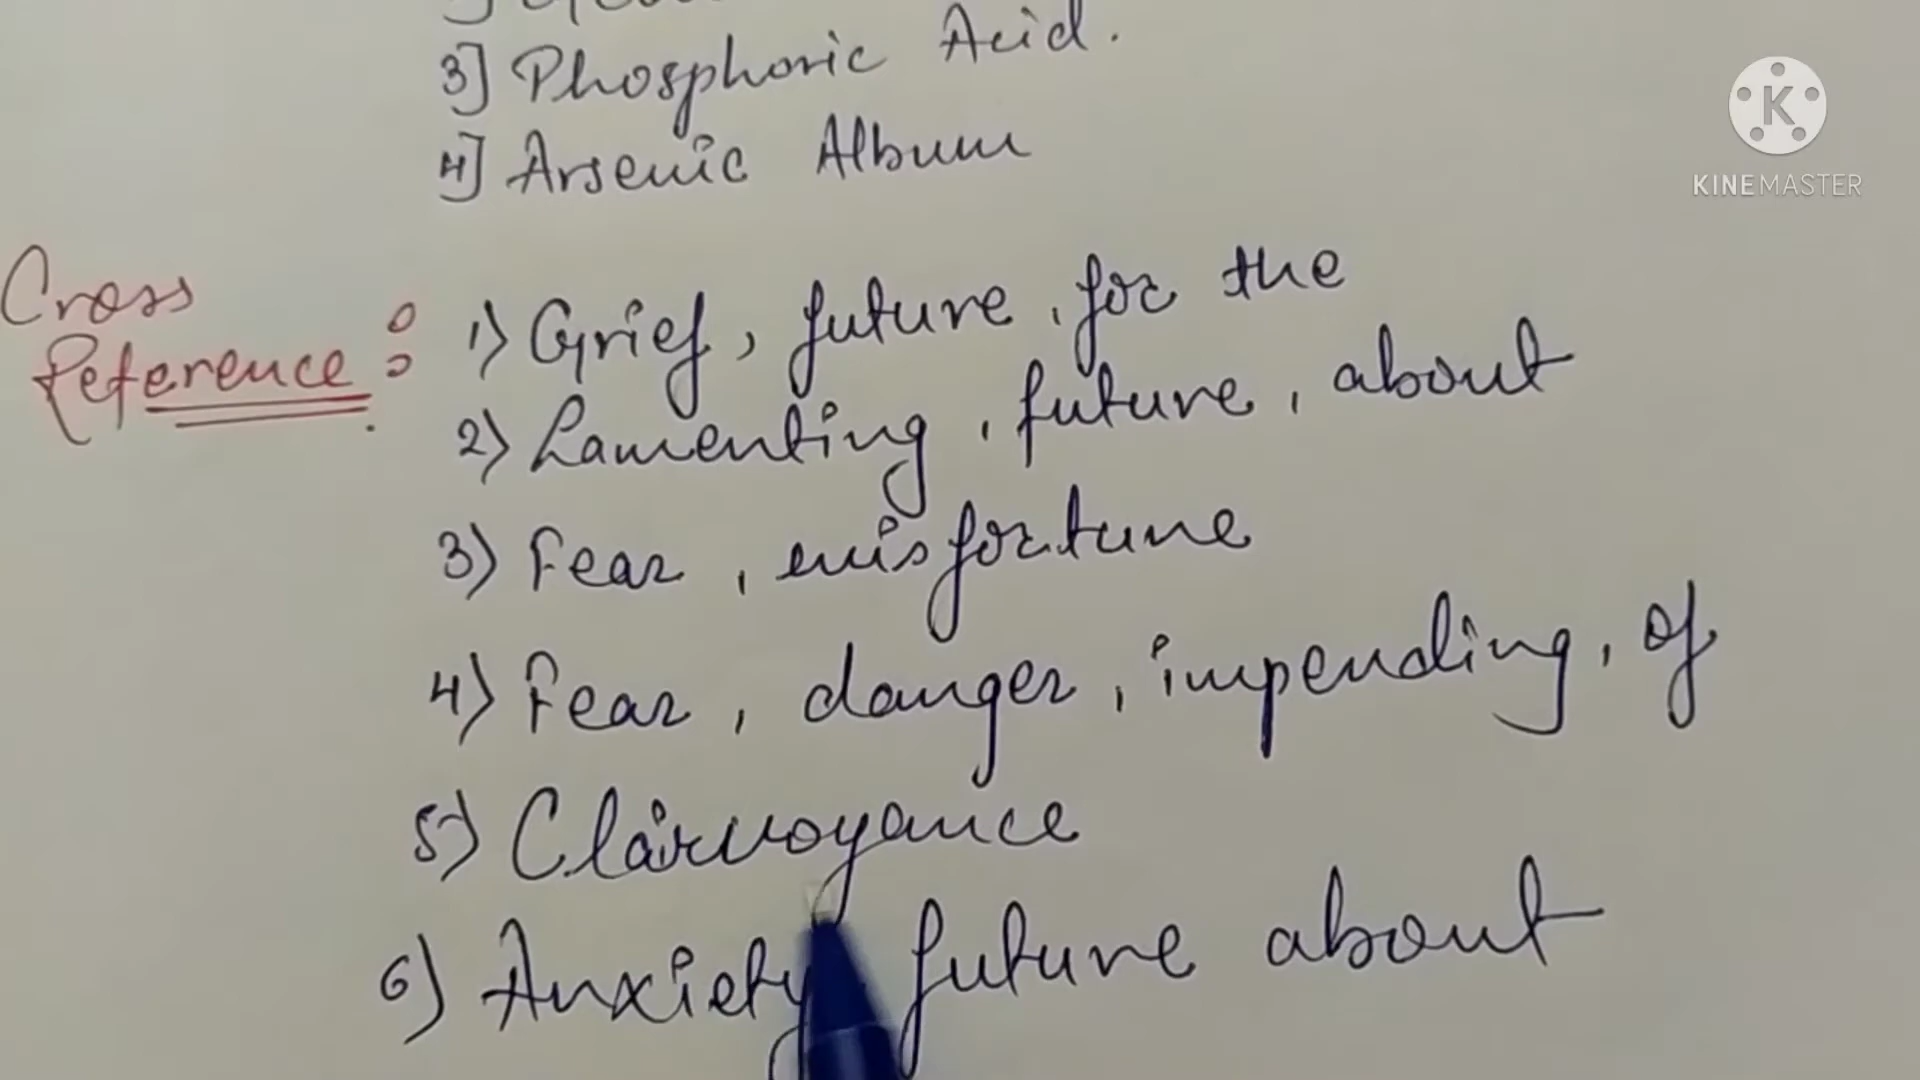 3] Phosphoric Acid.
4] Arsenic Album
Cross Reference :
1) Grief, future, for the
2) Lamenting, future, about
3) Fear, misfortune
4) Fear, danger, impending, of
5) Clairvoyance
6) Anxiety future about
K
KINEMASTER